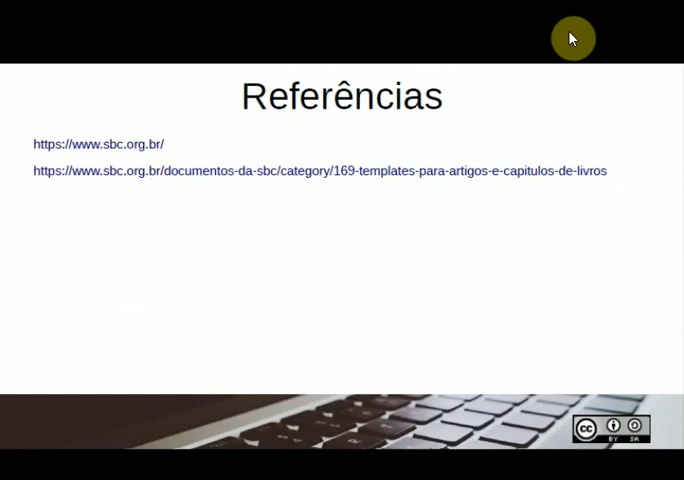 Referências
https://www.sbc.org.br/
https://www.sbc.org.br/documentos-da-sbc/category/169-templates-para-artigos-e-capitulos-de-livros
cc
BY SA